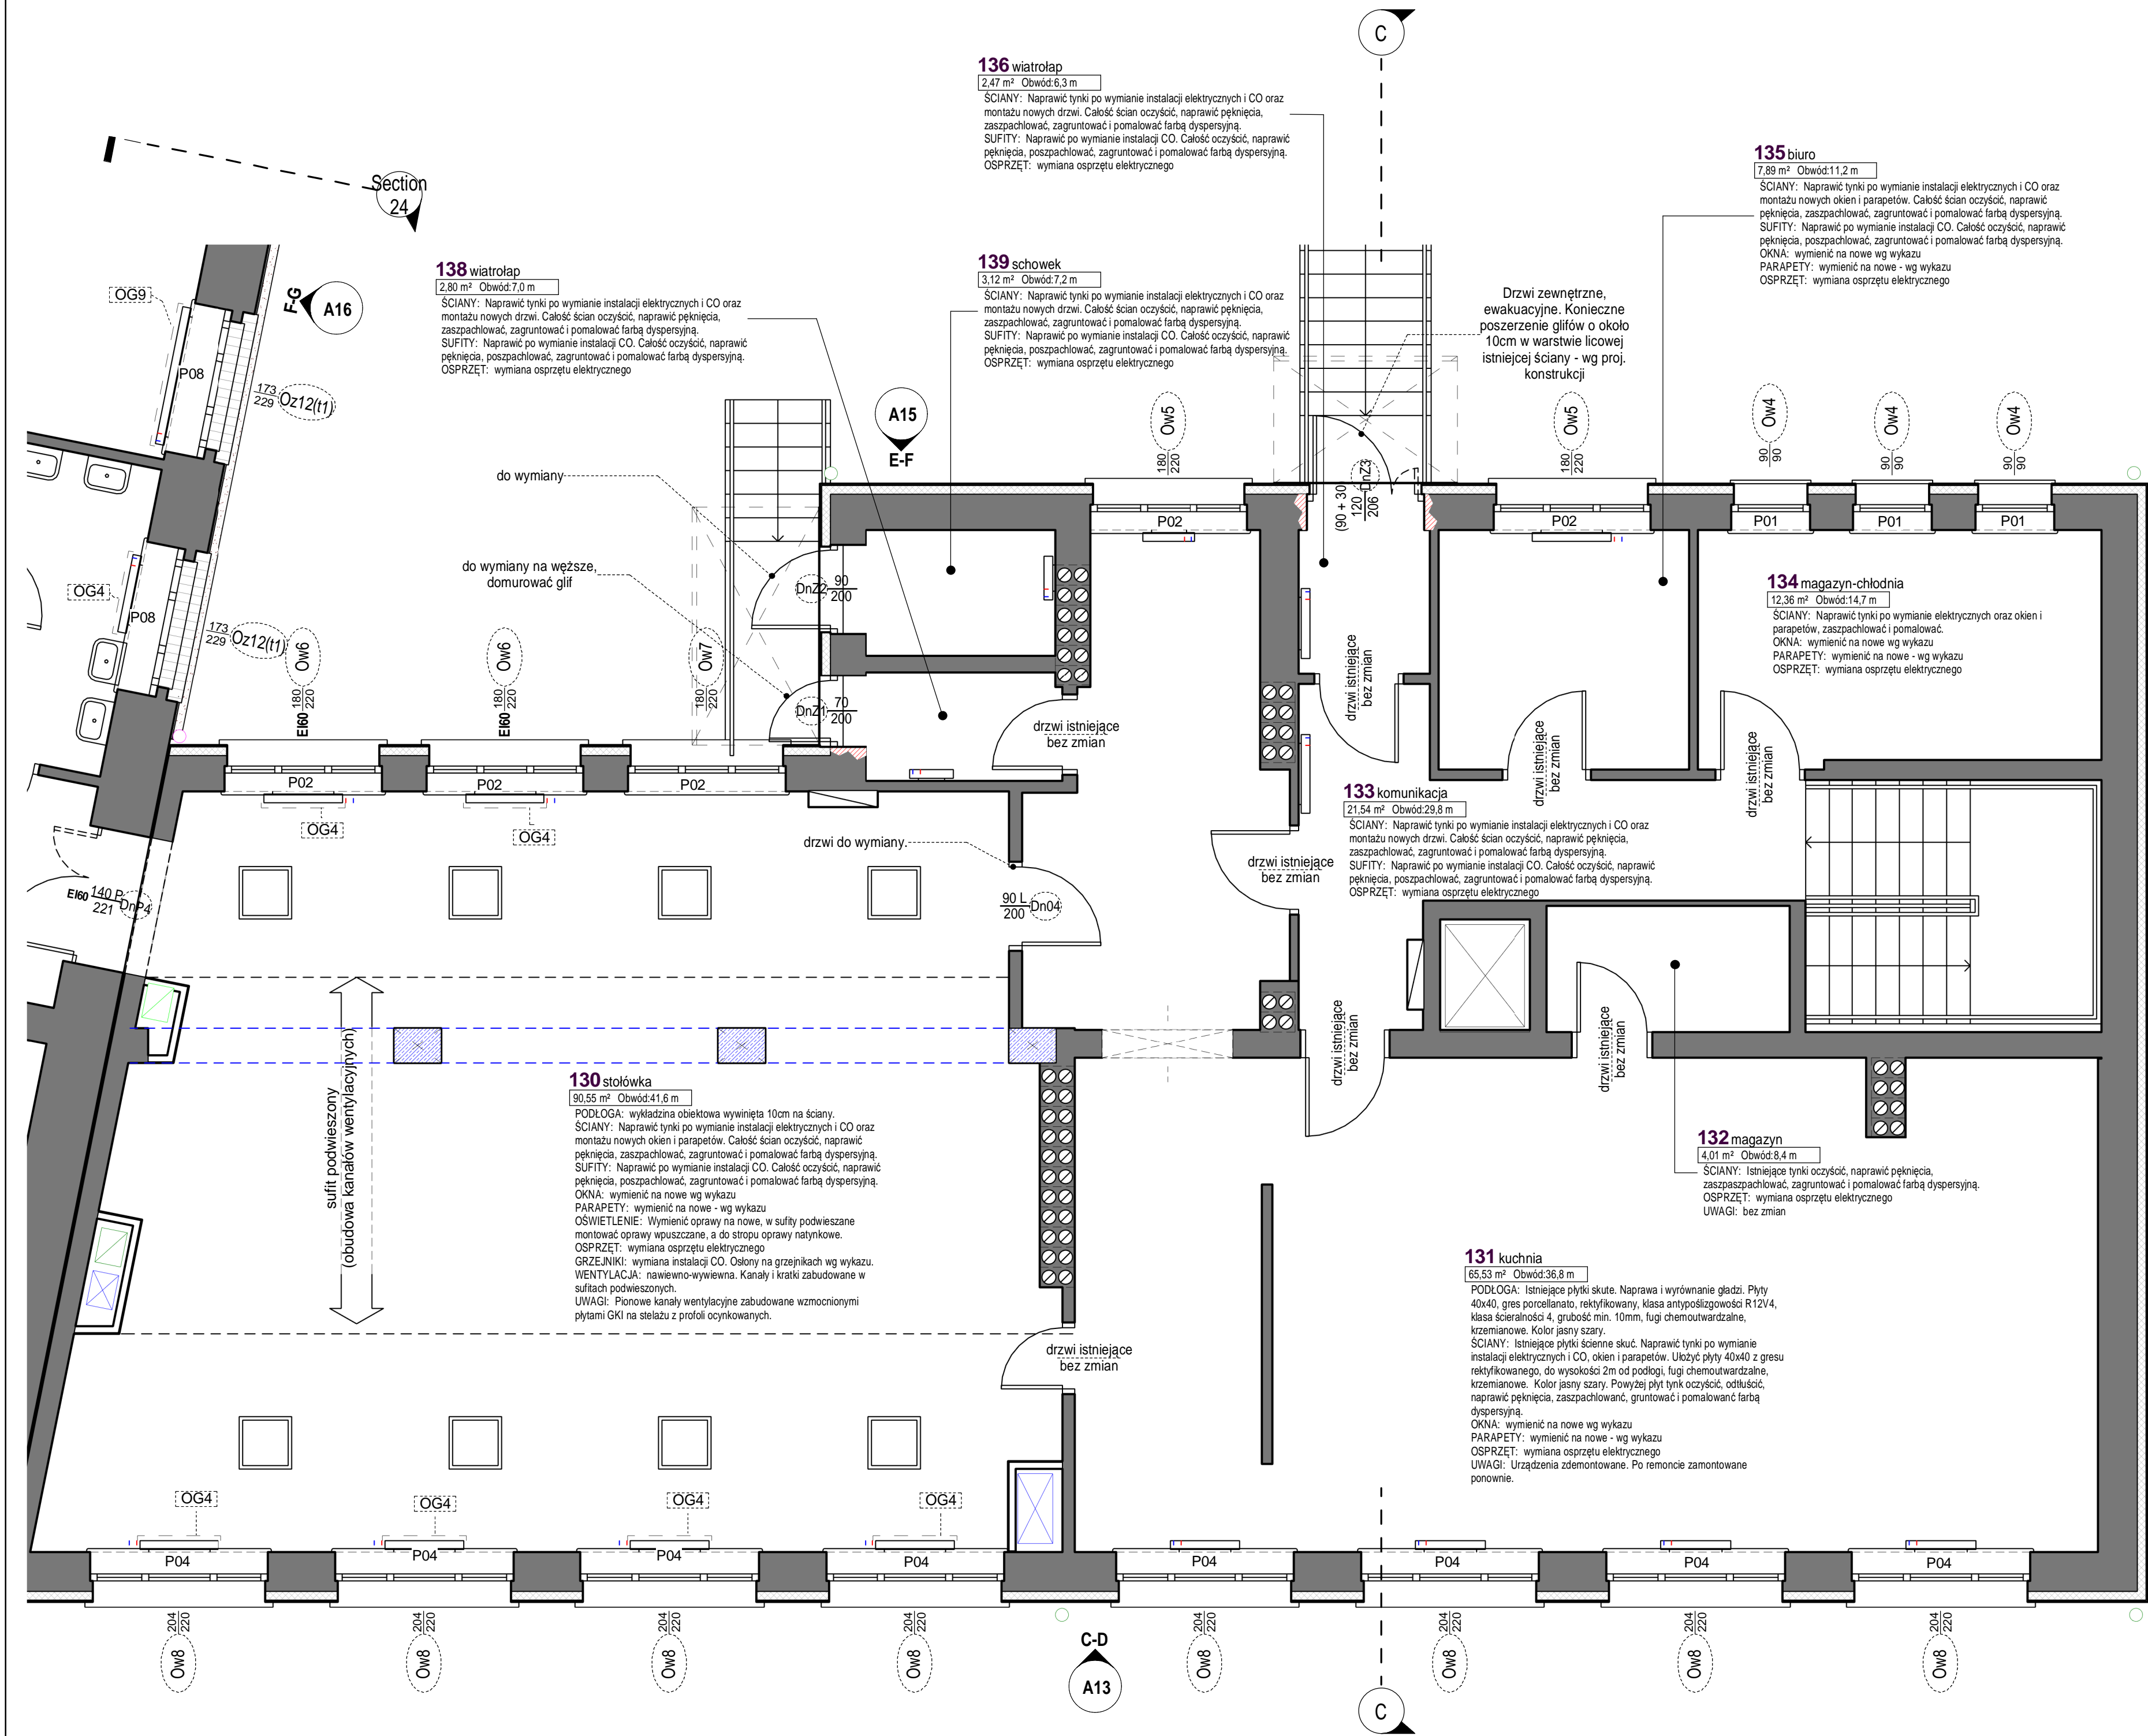 C
136 wiatrołap
2,47 m² Obwód:6,3 m
ŚCIANY: Naprawić tynki po wymianie instalacji elektrycznych i CO oraz
montażu nowych drzwi. Całość ścian oczyścić, naprawić pęknięcia,
zaszpachlować, zagruntować i pomalować farbą dyspersyjną.
SUFITY: Naprawić po wymianie instalacji CO. Całość oczyścić, naprawić
pęknięcia, poszpachlować, zagruntować i pomalować farbą dyspersyjną.
OSPRZĘT: wymiana osprzętu elektrycznego
135 biuro
7,89 m² Obwód:11,2 m
ŚCIANY: Naprawić tynki po wymianie instalacji elektrycznych i CO oraz
montażu nowych okien i parapetów. Całość ścian oczyścić, naprawić
pęknięcia, zaszpachlować, zagruntować i pomalować farbą dyspersyjną.
SUFITY: Naprawić po wymianie instalacji CO. Całość oczyścić, naprawić
pęknięcia, poszpachlować, zagruntować i pomalować farbą dyspersyjną.
OKNA: wymienić na nowe wg wykazu
PARAPETY: wymienić na nowe - wg wykazu
OSPRZĘT: wymiana osprzętu elektrycznego
Section
24
138 wiatrołap
2,80 m² Obwód:7,0 m
ŚCIANY: Naprawić tynki po wymianie instalacji elektrycznych i CO oraz
montażu nowych drzwi. Całość ścian oczyścić, naprawić pęknięcia,
zaszpachlować, zagruntować i pomalować farbą dyspersyjną.
SUFITY: Naprawić po wymianie instalacji CO. Całość oczyścić, naprawić
pęknięcia, poszpachlować, zagruntować i pomalować farbą dyspersyjną.
OSPRZĘT: wymiana osprzętu elektrycznego
139 schowek
3,12 m² Obwód:7,2 m
ŚCIANY: Naprawić tynki po wymianie instalacji elektrycznych i CO oraz
montażu nowych drzwi. Całość ścian oczyścić, naprawić pęknięcia,
zaszpachlować, zagruntować i pomalować farbą dyspersyjną.
SUFITY: Naprawić po wymianie instalacji CO. Całość oczyścić, naprawić
pęknięcia, poszpachlować, zagruntować i pomalować farbą dyspersyjną.
OSPRZĘT: wymiana osprzętu elektrycznego
Drzwi zewnętrzne,
ewakuacyjne. Konieczne
poszerzenie glifów o około
10cm w warstwie licowej
istniejcej ściany - wg proj.
konstrukcji
OG9
F-G
A16
P08
173
229
Oz12(t1)
A15
E-F
Ow5
180
220
Ow5
180
220
Ow4
90
90
Ow4
90
90
Ow4
90
90
do wymiany
do wymiany na węższe,
domurować glif
(90 + 30)
120
206
DnZ3
P02
P02
P01
P01
P01
OG4
P08
173
229
Oz12(t1)
Ow6
180
220
EI60
Ow6
180
220
EI60
Ow7
180
220
DnZ2
90
200
DnZ1
70
200
134 magazyn-chłodnia
12,36 m² Obwód:14,7 m
ŚCIANY: Naprawić tynki po wymianie elektrycznych oraz okien i
parapetów, zaszpachlować i pomalować.
OKNA: wymienić na nowe wg wykazu
PARAPETY: wymienić na nowe - wg wykazu
OSPRZĘT: wymiana osprzętu elektrycznego
drzwi istniejące
bez zmian
drzwi istniejące
bez zmian
drzwi istniejące
bez zmian
drzwi istniejące
bez zmian
P02
P02
P02
OG4
OG4
133 komunikacja
21,54 m² Obwód:29,8 m
ŚCIANY: Naprawić tynki po wymianie instalacji elektrycznych i CO oraz
montażu nowych drzwi. Całość ścian oczyścić, naprawić pęknięcia,
zaszpachlować, zagruntować i pomalować farbą dyspersyjną.
SUFITY: Naprawić po wymianie instalacji CO. Całość oczyścić, naprawić
pęknięcia, poszpachlować, zagruntować i pomalować farbą dyspersyjną.
OSPRZĘT: wymiana osprzętu elektrycznego
drzwi do wymiany.
drzwi istniejące
bez zmian
EI60
140 P
221
DnP4
90 L
200
Dn04
drzwi istniejące
bez zmian
drzwi istniejące
bez zmian
sufit podwieszony
(obudowa kanałów wentylacyjnych)
130 stołówka
90,55 m² Obwód:41,6 m
PODŁOGA: wykładzina obiektowa wywinięta 10cm na ściany.
ŚCIANY: Naprawić tynki po wymianie instalacji elektrycznych i CO oraz
montażu nowych okien i parapetów. Całość ścian oczyścić, naprawić
pęknięcia, zaszpachlować, zagruntować i pomalować farbą dyspersyjną.
SUFITY: Naprawić po wymianie instalacji CO. Całość oczyścić, naprawić
pęknięcia, poszpachlować, zagruntować i pomalować farbą dyspersyjną.
OKNA: wymienić na nowe wg wykazu
PARAPETY: wymienić na nowe - wg wykazu
OŚWIETLENIE: Wymienić oprawy na nowe, w sufity podwieszane
montować oprawy wpuszczane, a do stropu oprawy natynkowe.
OSPRZĘT: wymiana osprzętu elektrycznego
GRZEJNIKI: wymiana instalacji CO. Osłony na grzejnikach wg wykazu.
WENTYLACJA: nawiewno-wywiewna. Kanały i kratki zabudowane w
sufitach podwieszonych.
UWAGI: Pionowe kanały wentylacyjne zabudowane wzmocnionymi
płytami GKI na stelażu z profoli ocynkowanych.
132 magazyn
4,01 m² Obwód:8,4 m
ŚCIANY: Istniejące tynki oczyścić, naprawić pęknięcia,
zaszpaszpachlować, zagruntować i pomalować farbą dyspersyjną.
OSPRZĘT: wymiana osprzętu elektrycznego
UWAGI: bez zmian
131 kuchnia
65,53 m² Obwód:36,8 m
PODŁOGA: Istniejące płytki skute. Naprawa i wyrównanie gładzi. Płyty
40x40, gres porcellanato, rektyfikowany, klasa antypoślizgowości R12V4,
klasa ścieralności 4, grubość min. 10mm, fugi chemoutwardzalne,
krzemianowe. Kolor jasny szary.
ŚCIANY: Istniejące płytki ścienne skuć. Naprawić tynki po wymianie
instalacji elektrycznych i CO, okien i parapetów. Ułożyć płyty 40x40 z gresu
rektyfikowanego, do wysokości 2m od podłogi, fugi chemoutwardzalne,
krzemianowe. Kolor jasny szary. Powyżej płyt tynk oczyścić, odtłuścić,
naprawić pęknięcia, zaszpachlowanć, gruntować i pomalowanć farbą
dyspersyjną.
OKNA: wymienić na nowe wg wykazu
PARAPETY: wymienić na nowe - wg wykazu
OSPRZĘT: wymiana osprzętu elektrycznego
UWAGI: Urządzenia zdemontowane. Po remoncie zamontowane
ponownie.
drzwi istniejące
bez zmian
OG4
OG4
OG4
OG4
P04
P04
P04
P04
P04
P04
P04
P04
204
220
Ow8
204
220
Ow8
204
220
Ow8
204
220
Ow8
204
220
Ow8
204
220
Ow8
204
220
Ow8
204
220
Ow8
C-D
A13
C